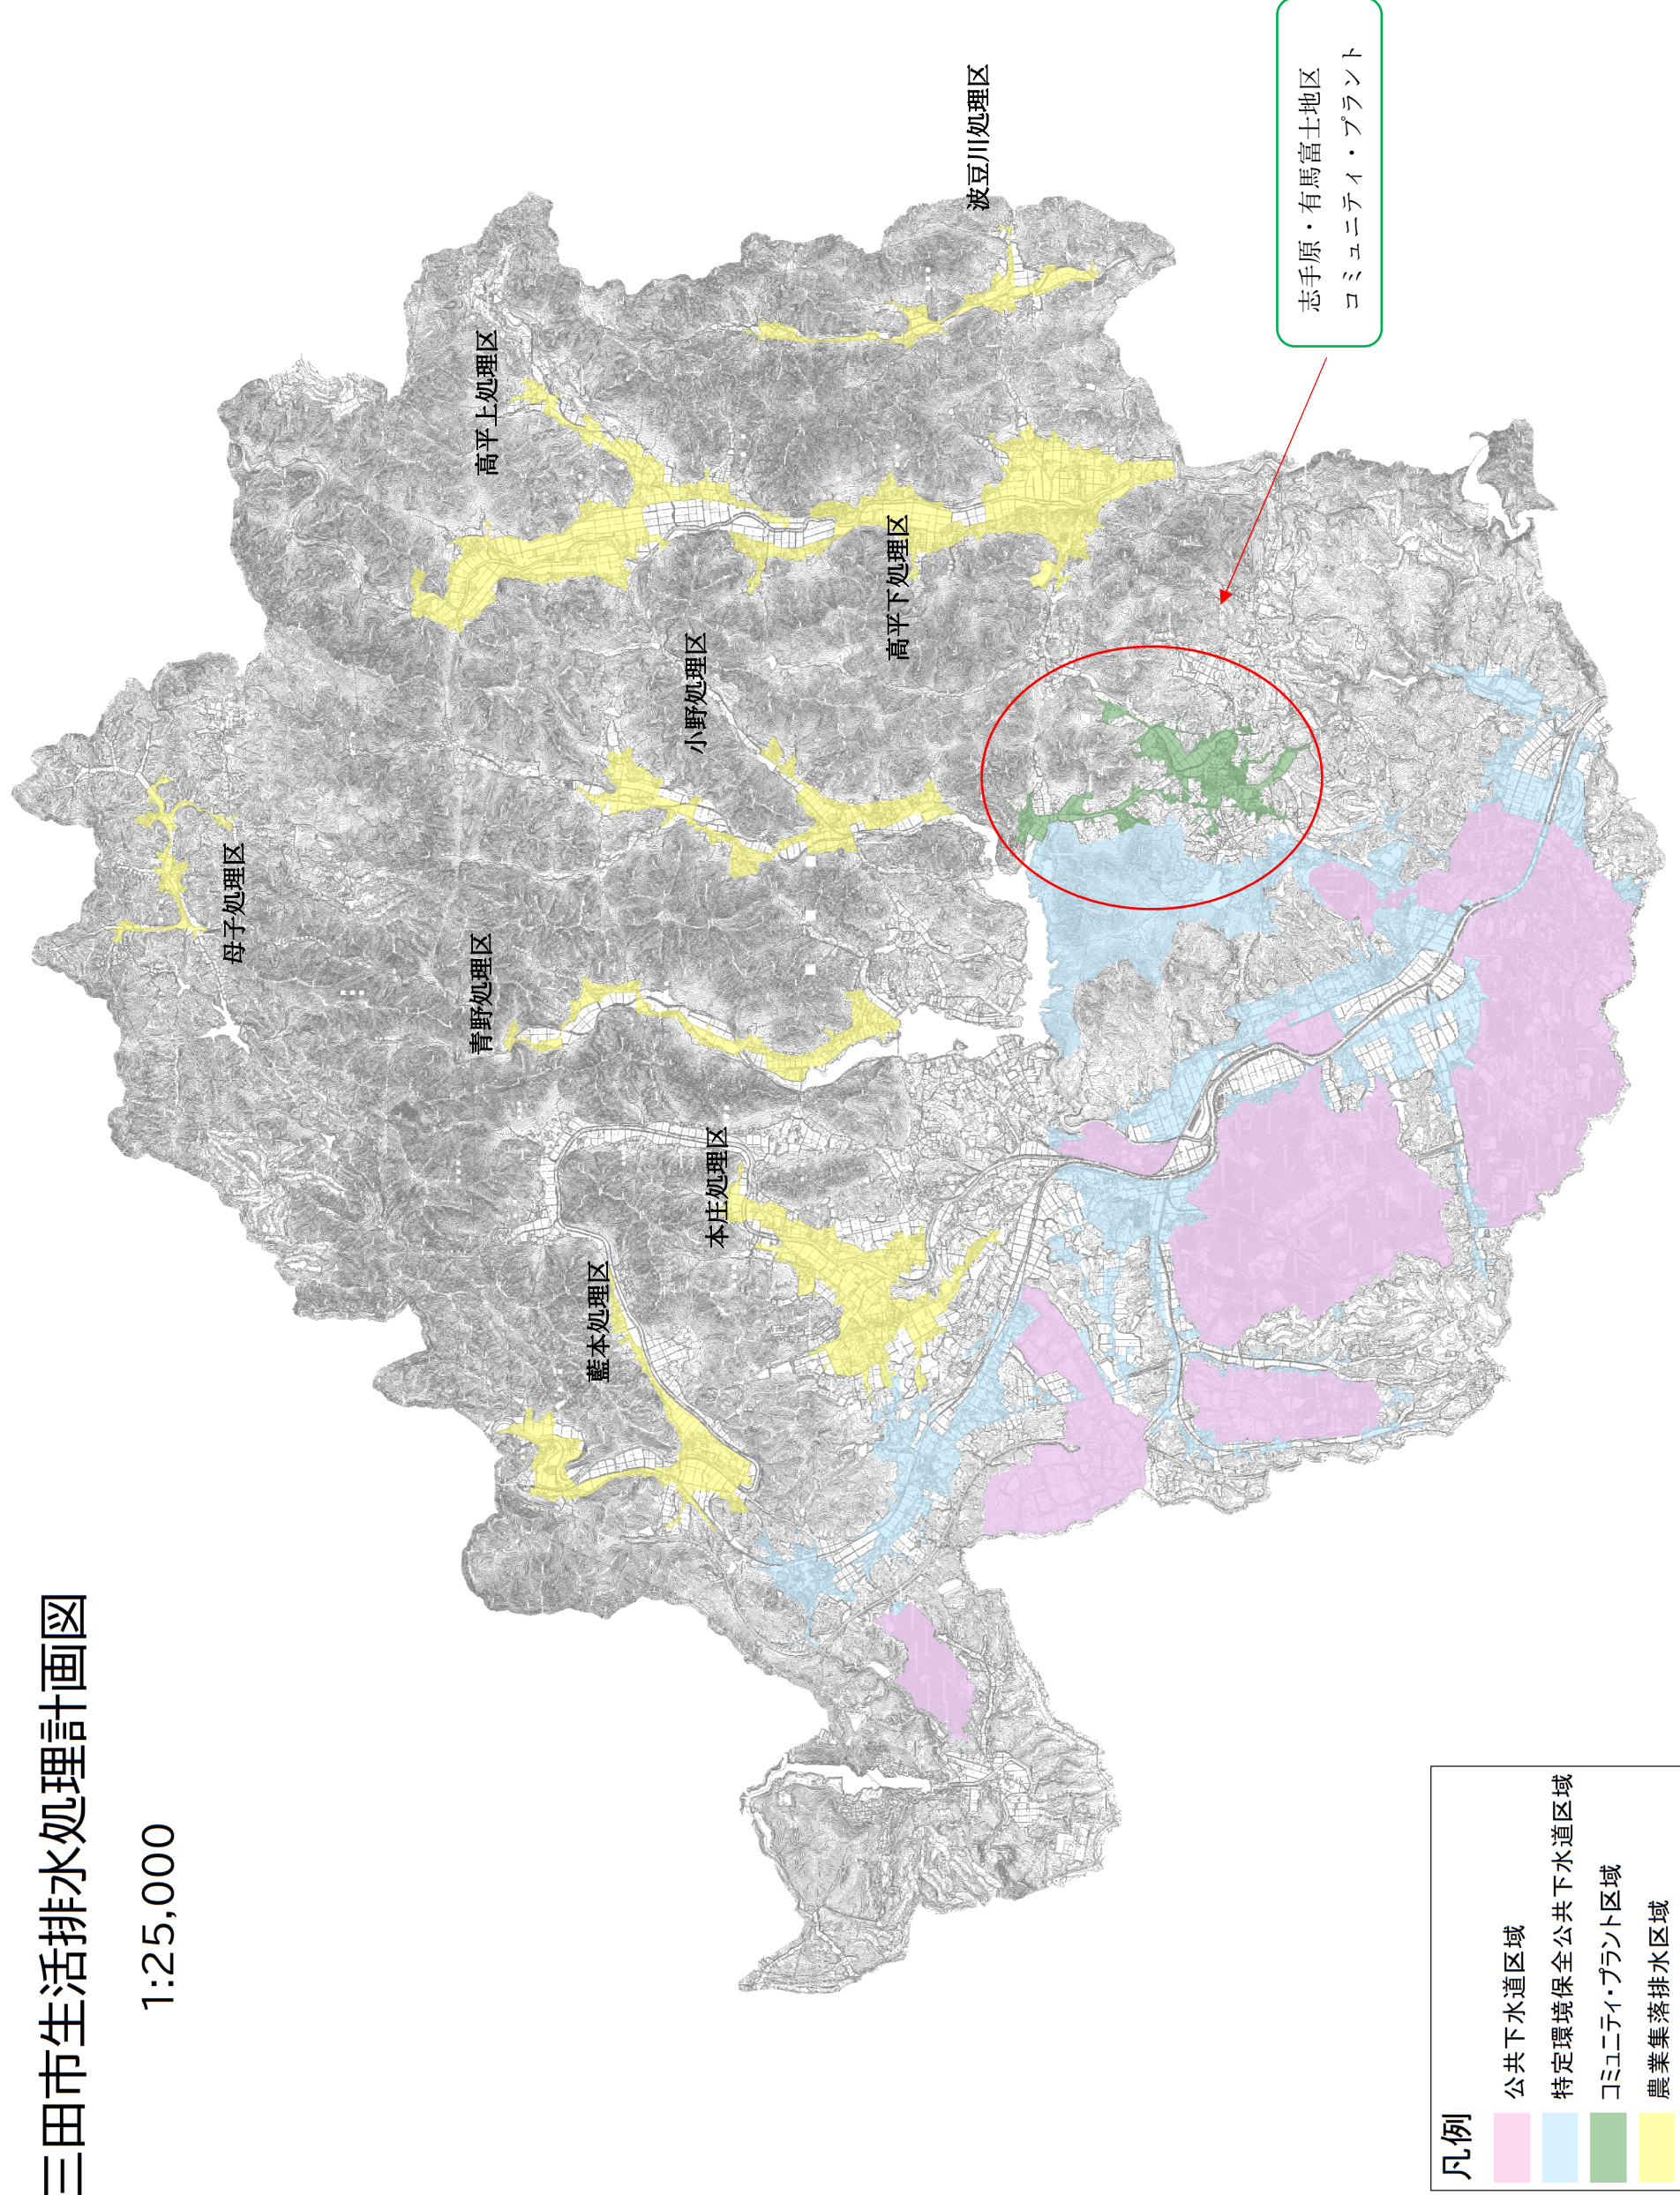 三田市生活排水処理計画図
1:25,000
母子処理区
青野処理区
高平上処理区
藍本処理区
本庄処理区
小野処理区
高平下処理区
波豆川処理区
志手原・有馬富士地区
コミュニティ・プラント
凡例
公共下水道区域
特定環境保全公共下水道区域
コミュニティ・プラント区域
農業集落排水区域